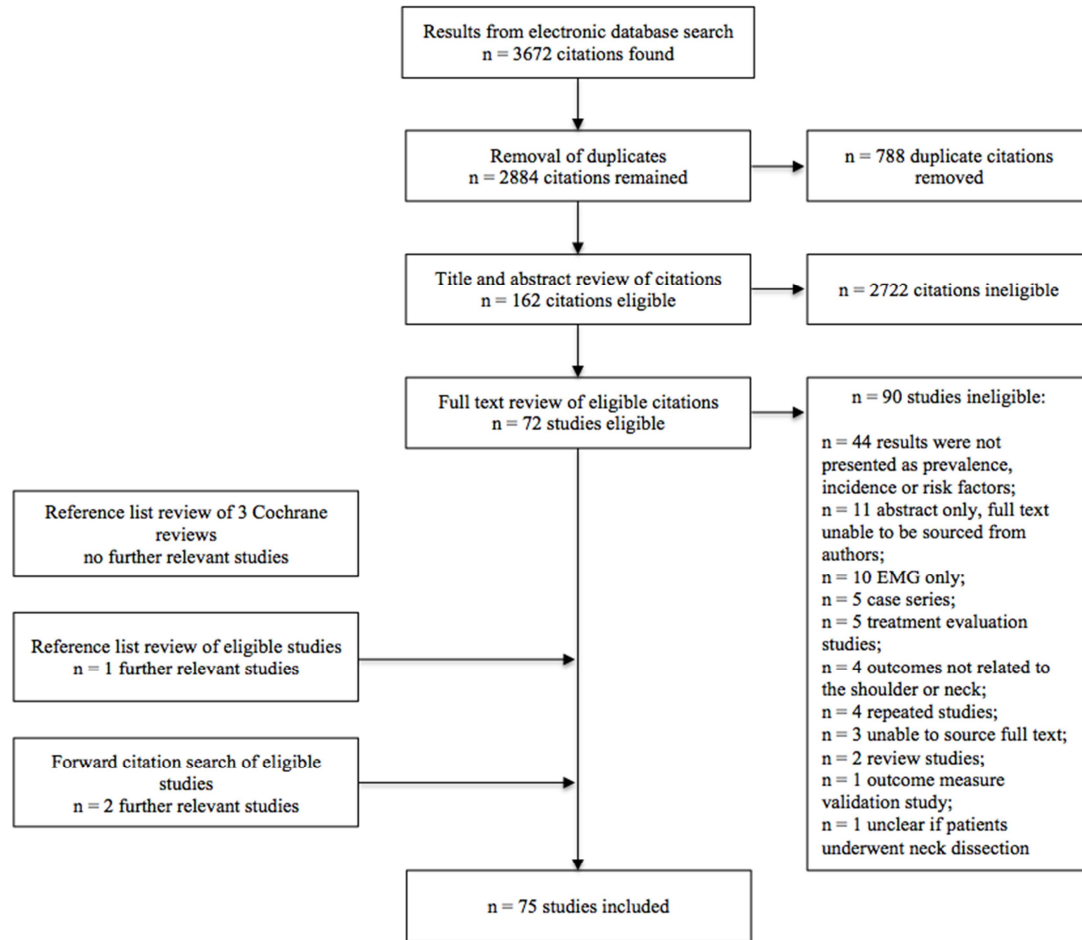 Results from electronic database search
n = 3672 citations found
Removal of duplicates
n = 2884 citations remained
n = 788 duplicate citations
removed
Title and abstract review of citations
n = 162 citations eligible
n = 2722 citations ineligible
Full text review of eligible citations
n = 72 studies eligible
n = 90 studies ineligible:
n = 44 results were not
presented as prevalence,
incidence or risk factors;
n = 11 abstract only, full text
unable to be sourced from
authors;
n = 10 EMG only;
n = 5 case series;
n = 5 treatment evaluation
studies;
n = 4 outcomes not related to
the shoulder or neck;
n = 4 repeated studies;
n = 3 unable to source full text;
n = 2 review studies;
n = 1 outcome measure
validation study;
n = 1 unclear if patients
underwent neck dissection
Reference list review of 3 Cochrane
reviews
no further relevant studies
Reference list review of eligible studies
n = 1 further relevant studies
Forward citation search of eligible
studies
n = 2 further relevant studies
n = 75 studies included